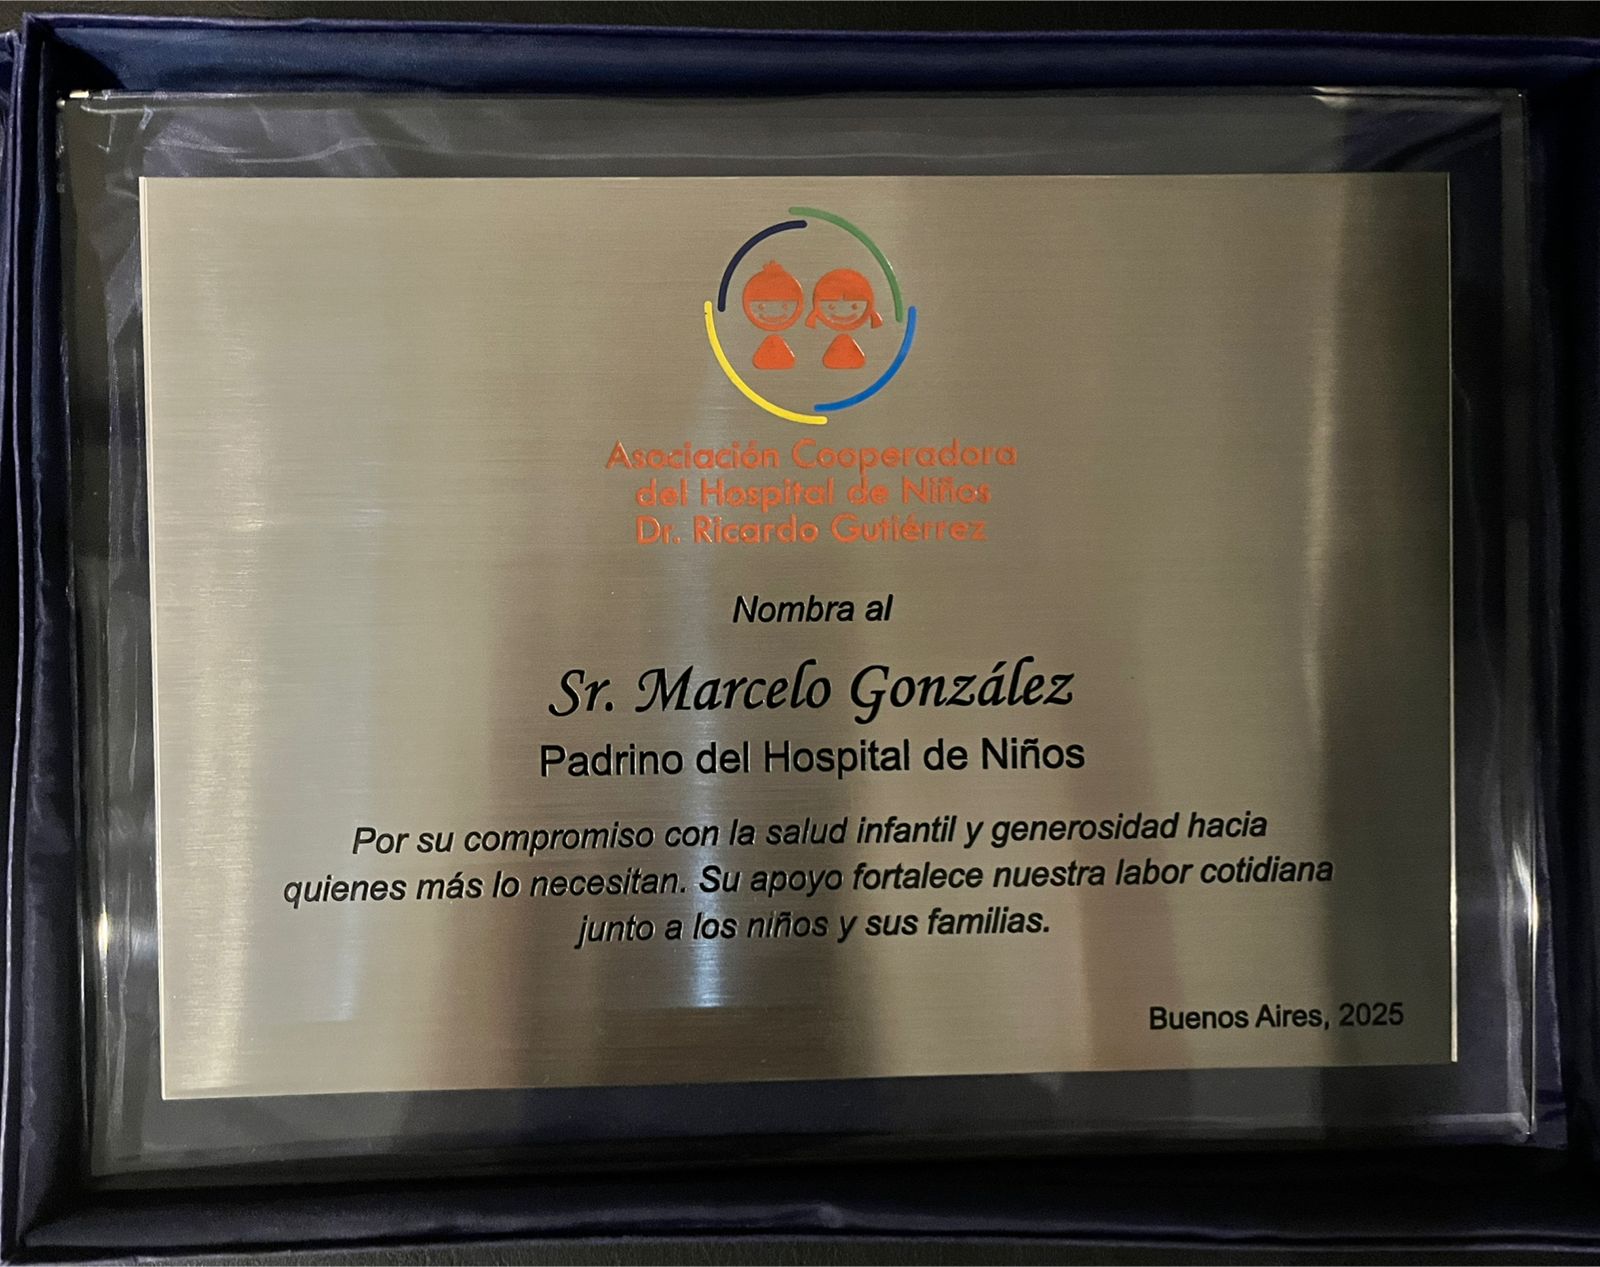 Asociación Cooperadora
del Hospital de Niños
Dr. Ricardo Gutiérrez
Nombra al
Sr. Marcelo González
Padrino del Hospital de Niños
Por su compromiso con la salud infantil y generosidad hacia
quienes más lo necesitan. Su apoyo fortalece nuestra labor cotidiana
junto a los niños y sus familias.
Buenos Aires, 2025